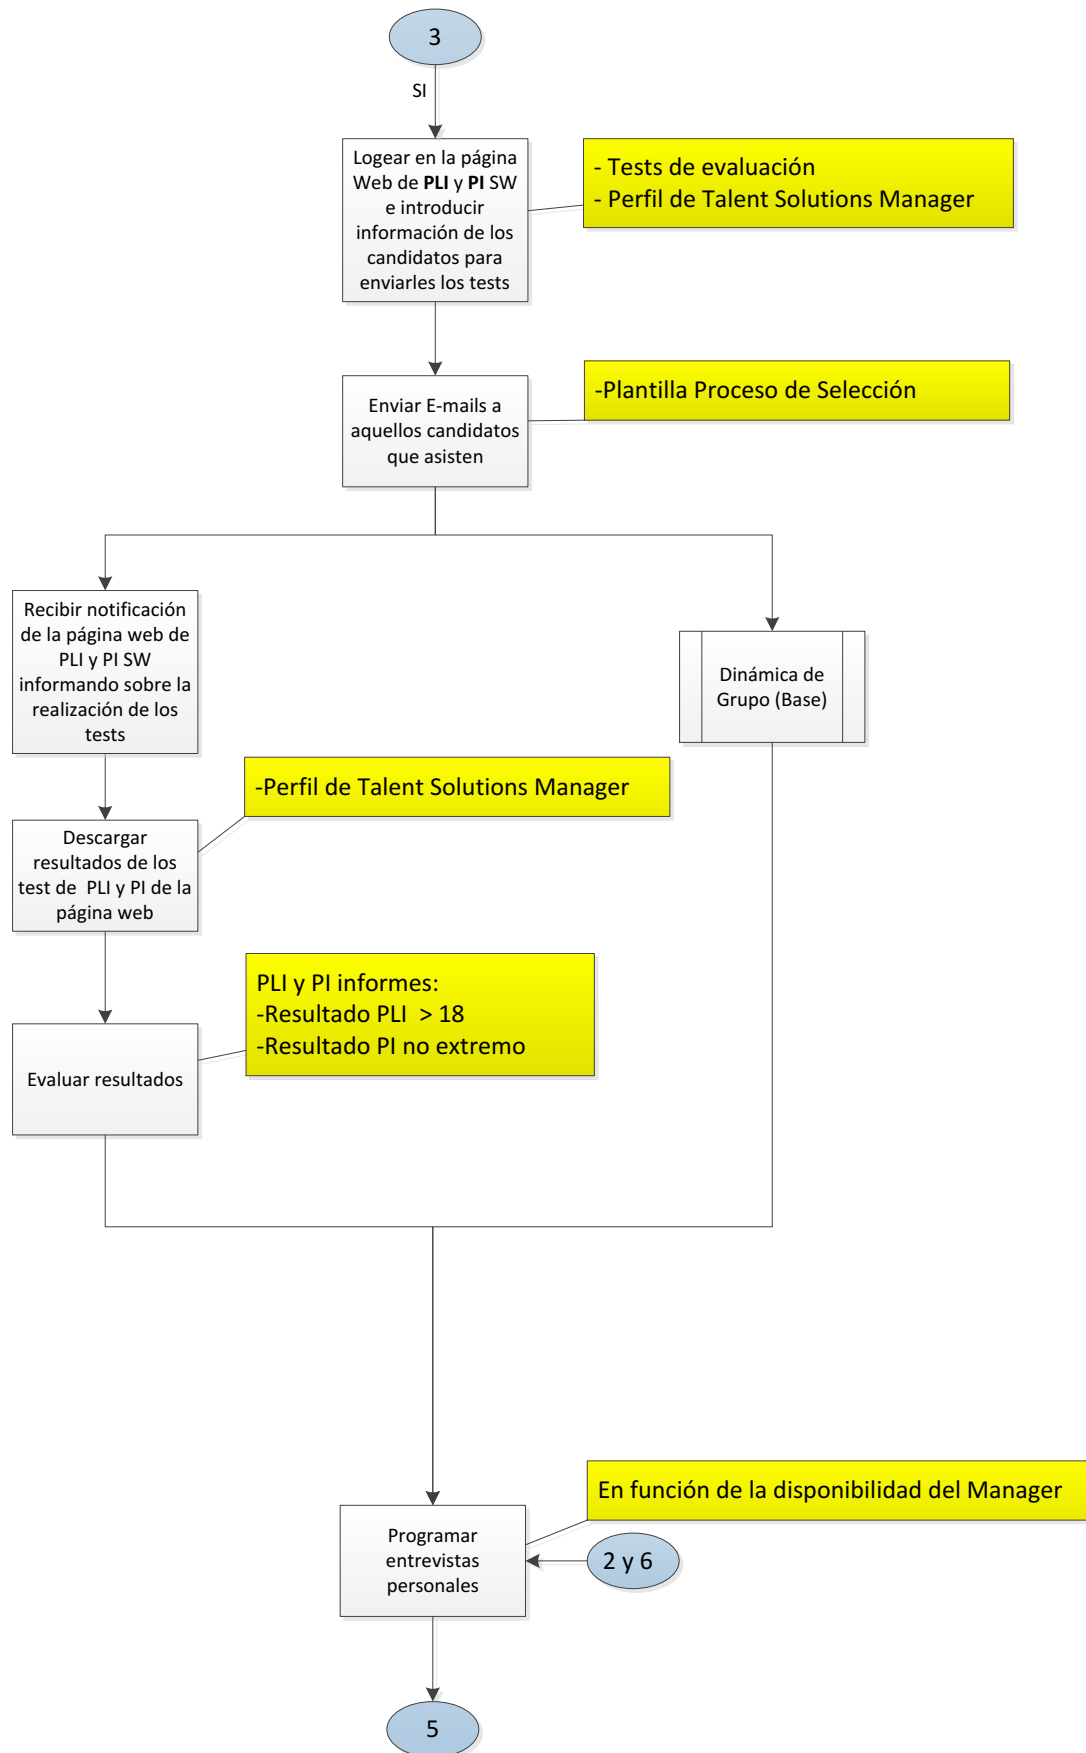 3
SI
Logear en la página
Web de PLI y PI SW
e introducir
información de los
candidatos para
enviarles los tests
- Tests de evaluación
- Perfil de Talent Solutions Manager
Enviar E-mails a
aquellos candidatos
que asisten
-Plantilla Proceso de Selección
Recibir notificación
de la página web de
PLI y PI SW
informando sobre la
realización de los
tests
Dinámica de
Grupo (Base)
-Perfil de Talent Solutions Manager
Descargar
resultados de los
test de PLI y PI de la
página web
PLI y PI informes:
-Resultado PLI > 18
-Resultado PI no extremo
Evaluar resultados
En función de la disponibilidad del Manager
Programar
entrevistas
personales
2 y 6
5